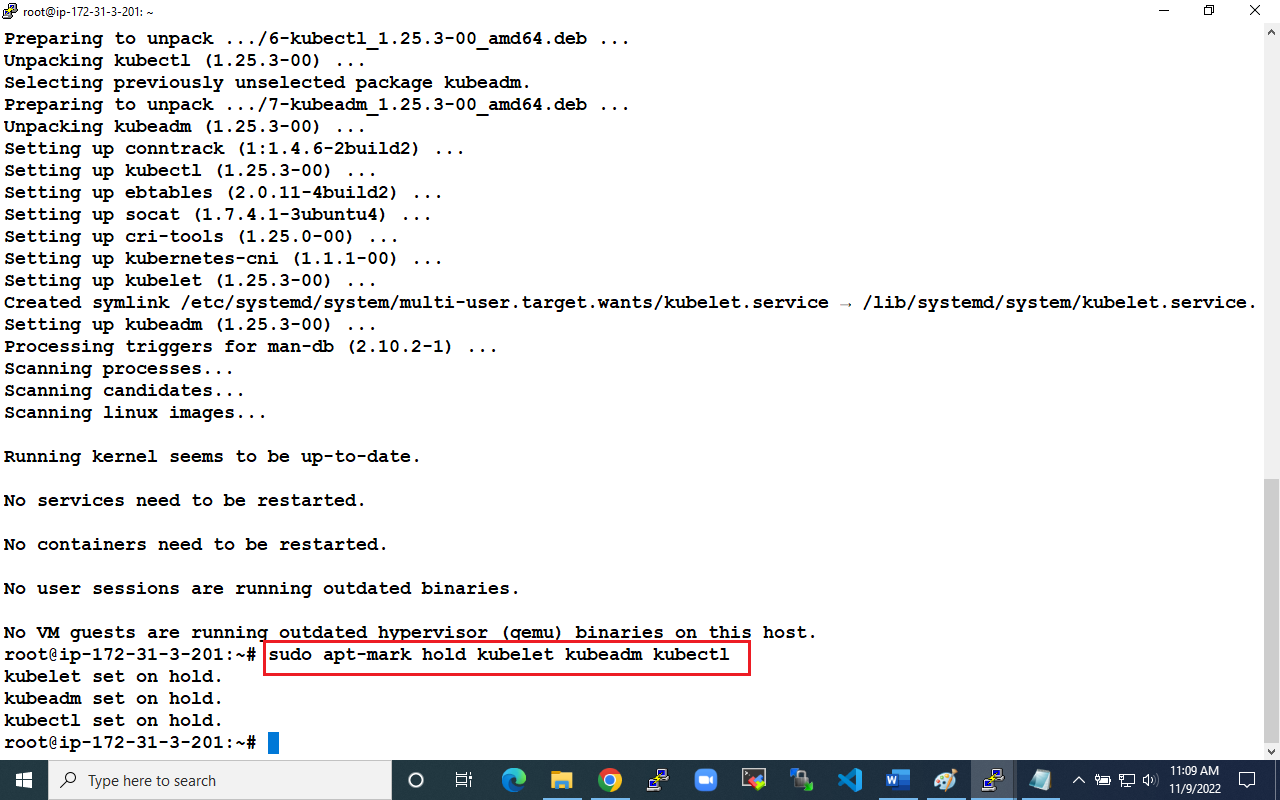 root@ip-172-31-3-201: ~
Preparing to unpack .../6-kubectl_1.25.3-00_amd64.deb ...
Unpacking kubectl (1.25.3-00) ...
Selecting previously unselected package kubeadm.
Preparing to unpack .../7-kubeadm_1.25.3-00_amd64.deb ...
Unpacking kubeadm (1.25.3-00) ...
Setting up conntrack (1:1.4.6-2build2) ...
Setting up kubectl (1.25.3-00) ...
Setting up ebtables (2.0.11-4build2) ...
Setting up socat (1.7.4.1-3ubuntu4) ...
Setting up cri-tools (1.25.0-00) ...
Setting up kubernetes-cni (1.1.1-00) ...
Setting up kubelet (1.25.3-00) ...
Created symlink /etc/systemd/system/multi-user.target.wants/kubelet.service → /lib/systemd/system/kubelet.service.
Setting up kubeadm (1.25.3-00) ...
Processing triggers for man-db (2.10.2-1) ...
Scanning processes...
Scanning candidates...
Scanning linux images...
Running kernel seems to be up-to-date.
No services need to be restarted.
No containers need to be restarted.
No user sessions are running outdated binaries.
No VM guests are running outdated hypervisor (qemu) binaries on this host.
root@ip-172-31-3-201:~# sudo apt-mark hold kubelet kubeadm kubectl
kubelet set on hold.
kubeadm set on hold.
kubectl set on hold.
root@ip-172-31-3-201:~#
Type here to search
11:09 AM
11/9/2022